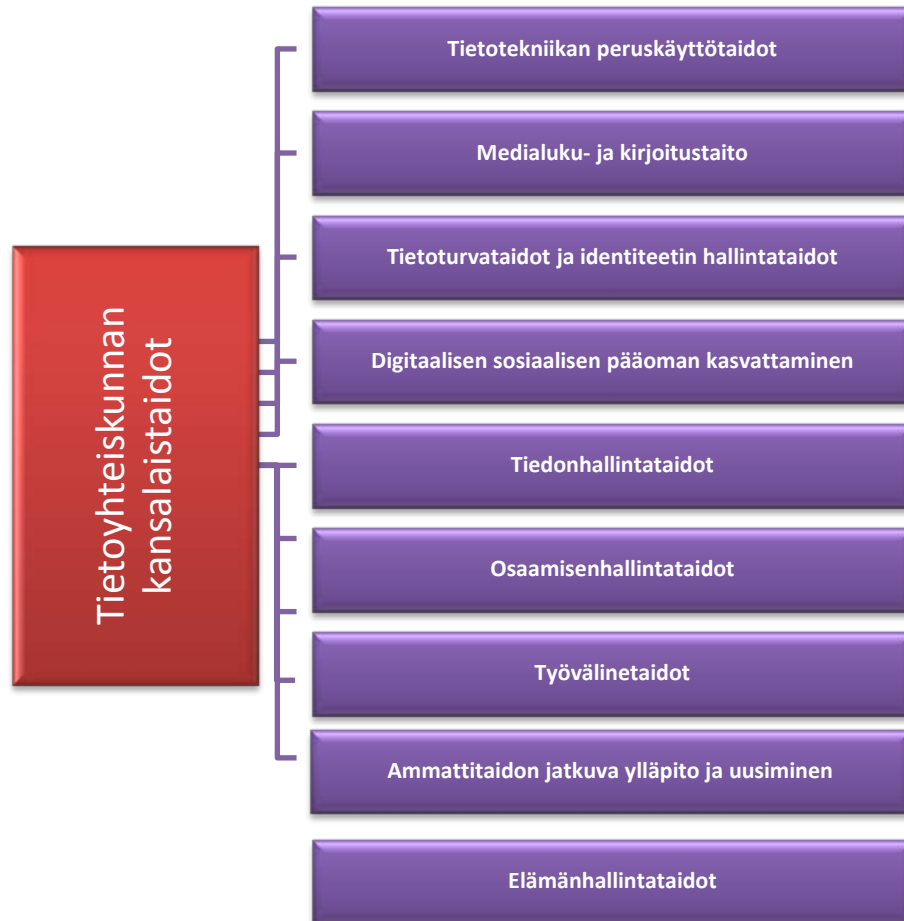 Tietoyhteiskunnan
kansalaistaidot
Tietotekniikan peruskäyttötaidot
Medialuku- ja kirjoitustaito
Tietoturvataidot ja identiteetin hallintataidot
Digitaalisen sosiaalisen pääoman kasvattaminen
Tiedonhallintataidot
Osaamisenhallintataidot
Työvälinetaidot
Ammattitaidon jatkuva ylläpito ja uusiminen
Elämänhallintataidot